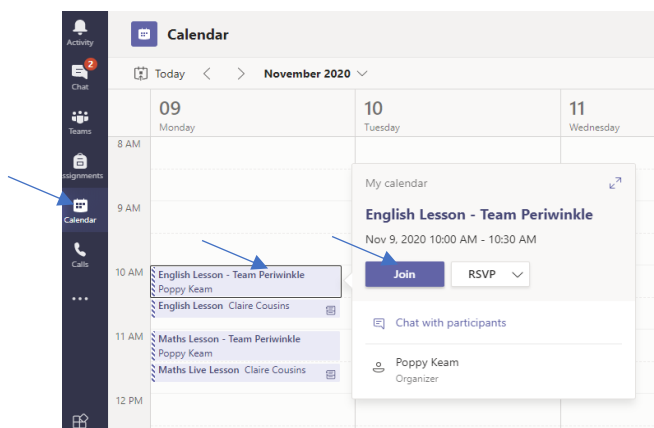 Activity
Calendar
2
Chat
Today
November 2020
Teams
09
Monday
10
Tuesday
11
Wednesday
8 AM
ssignments
Calendar
9 AM
Calls
10 AM
English Lesson - Team Periwinkle
Poppy Keam
English Lesson Claire Cousins
11 AM
Maths Lesson - Team Periwinkle
Poppy Keam
Maths Live Lesson Claire Cousins
12 PM
My calendar
English Lesson - Team Periwinkle
Nov 9, 2020 10:00 AM - 10:30 AM
Join
RSVP
Chat with participants
Poppy Keam
Organizer